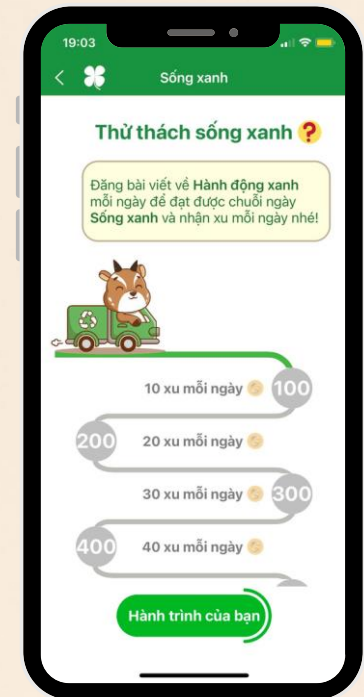 19:03
Sống xanh
Thử thách sống xanh ?
Đăng bài viết về Hành động xanh
mỗi ngày để đạt được chuỗi ngày
Sống xanh và nhận xu mỗi ngày nhé!
10 xu mỗi ngày 100
200 20 xu mỗi ngày
30 xu mỗi ngày 300
400 40 xu mỗi ngày
Hành trình của bạn